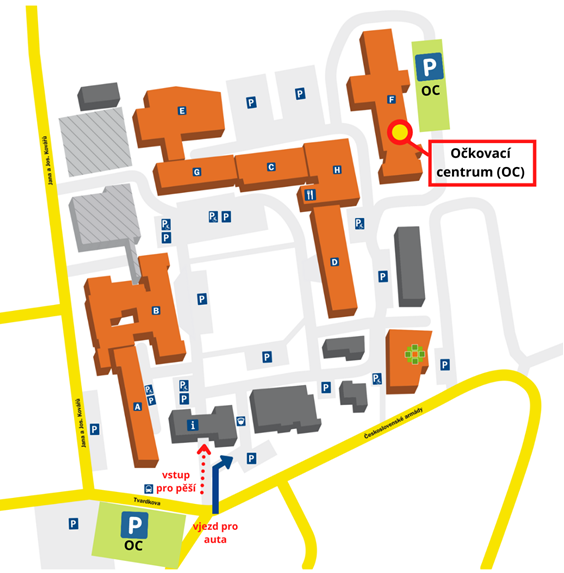 P
OC
F
E
P
P
Očkovací
centrum (OC)
G
C
H
Jana a Jos. Kovářů
P
P
P
P
D
P
P
B
P
P
P
A
P
P
P
Jana a Jos. Kovářů
P
i
Československé armády
P
vstup
pro pěší
Tvardkova
P
P
OC
vjezd pro
auta